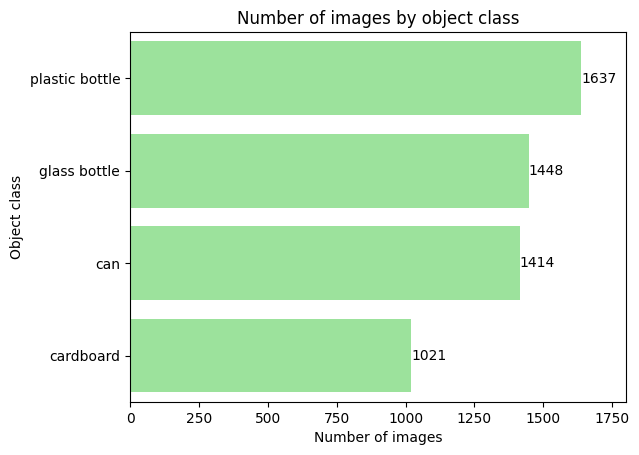 Number of images by object class
Object class
plastic bottle
1637
glass bottle
1448
can
1414
cardboard
1021
0 250 500 750 1000 1250 1500 1750
Number of images